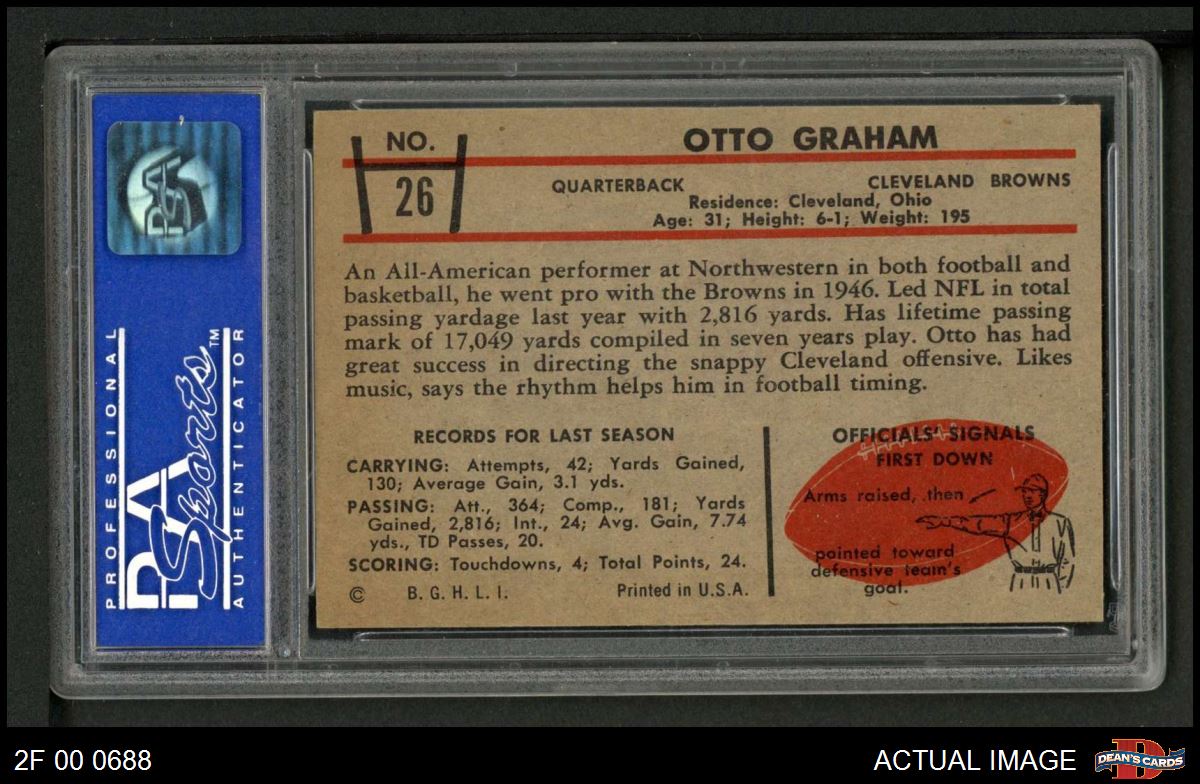 PSA
PROFESSIONAL
PSA
Sports™
AUTHENTICATOR
NO.
26
OTTO GRAHAM
QUARTERBACK CLEVELAND BROWNS
Residence: Cleveland, Ohio
Age: 31; Height: 6-1; Weight: 195
An All-American performer at Northwestern in both football and
basketball, he went pro with the Browns in 1946. Led NFL in total
passing yardage last year with 2,816 yards. Has lifetime passing
mark of 17,049 yards compiled in seven years play. Otto has had
great success in directing the snappy Cleveland offensive. Likes
music, says the rhythm helps him in football timing.
RECORDS FOR LAST SEASON
CARRYING: Attempts, 42; Yards Gained,
130; Average Gain, 3.1 yds.
PASSING: Att., 364; Comp., 181; Yards
Gained, 2,816; Int., 24; Avg. Gain, 7.74
yds., TD Passes, 20.
SCORING: Touchdowns, 4; Total Points, 24.
© B. G. H. L. I. Printed in U.S.A.
OFFICIALS' SIGNALS
FIRST DOWN
Arms raised, then
pointed toward
defensive team's
goal.
2F 00 0688
ACTUAL IMAGE
D
DEAN'S CARDS